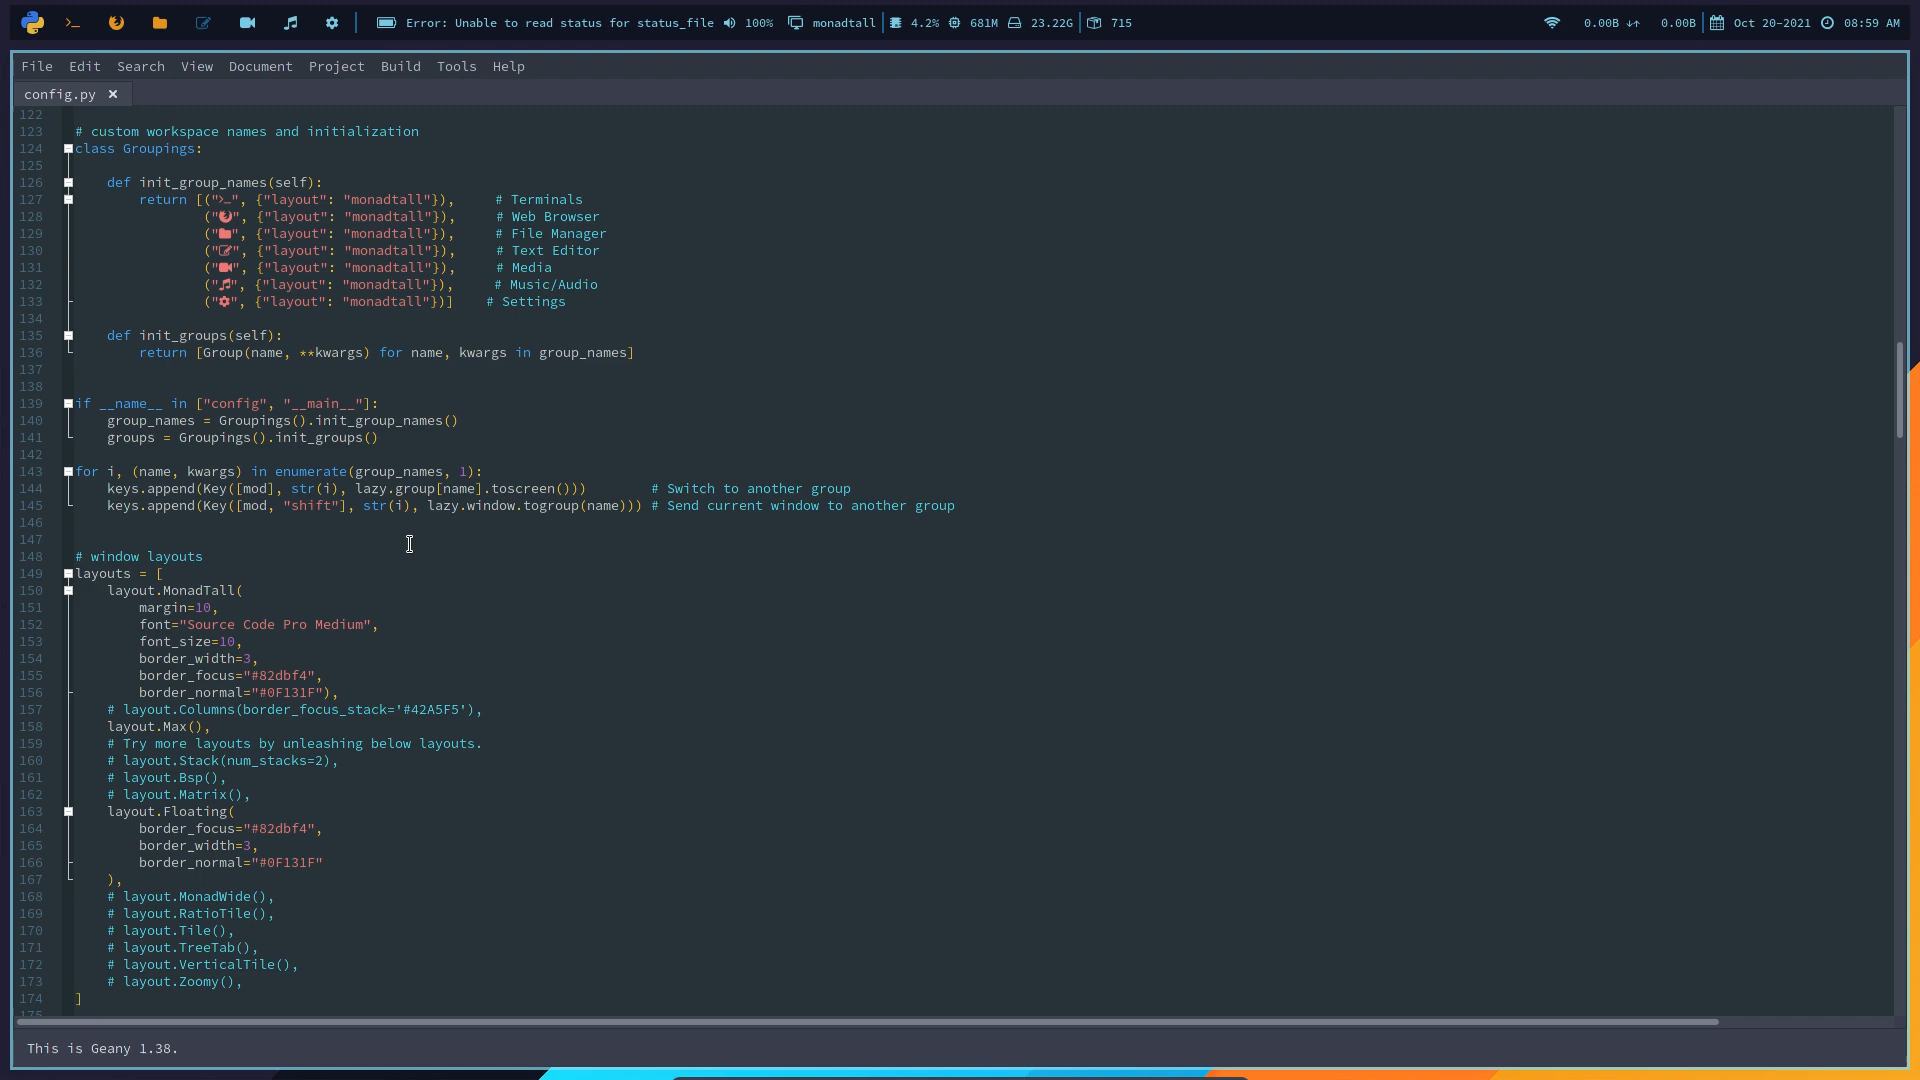 Error: Unable to read status for status_file 100% monadtall 4.2% 681M 23.22G 715 0.00B ↓↑ 0.00B Oct 20-2021 08:59 AM
File Edit Search View Document Project Build Tools Help
config.py
122
123 # custom workspace names and initialization
124 class Groupings:
125
126 def init_group_names(self):
127 return [("", {"layout": "monadtall"}), # Terminals
128 ("", {"layout": "monadtall"}), # Web Browser
129 ("", {"layout": "monadtall"}), # File Manager
130 ("", {"layout": "monadtall"}), # Text Editor
131 ("", {"layout": "monadtall"}), # Media
132 ("", {"layout": "monadtall"}), # Music/Audio
133 ("", {"layout": "monadtall"})] # Settings
134
135 def init_groups(self):
136 return [Group(name, **kwargs) for name, kwargs in group_names]
137
138
139 if __name__ in ["config", "__main__"]:
140 group_names = Groupings().init_group_names()
141 groups = Groupings().init_groups()
142
143 for i, (name, kwargs) in enumerate(group_names, 1):
144 keys.append(Key([mod], str(i), lazy.group[name].toscreen())) # Switch to another group
145 keys.append(Key([mod, "shift"], str(i), lazy.window.togroup(name))) # Send current window to another group
146
147
148 # window layouts
149 layouts = [
150 layout.MonadTall(
151 margin=10,
152 font="Source Code Pro Medium",
153 font_size=10,
154 border_width=3,
155 border_focus="#82dbf4",
156 border_normal="#0F131F"),
157 # layout.Columns(border_focus_stack='#42A5F5'),
158 layout.Max(),
159 # Try more layouts by unleashing below layouts.
160 # layout.Stack(num_stacks=2),
161 # layout.Bsp(),
162 # layout.Matrix(),
163 layout.Floating(
164 border_focus="#82dbf4",
165 border_width=3,
166 border_normal="#0F131F"
167 ),
168 # layout.MonadWide(),
169 # layout.RatioTile(),
170 # layout.Tile(),
171 # layout.TreeTab(),
172 # layout.VerticalTile(),
173 # layout.Zoomy(),
174 ]
175
This is Geany 1.38.